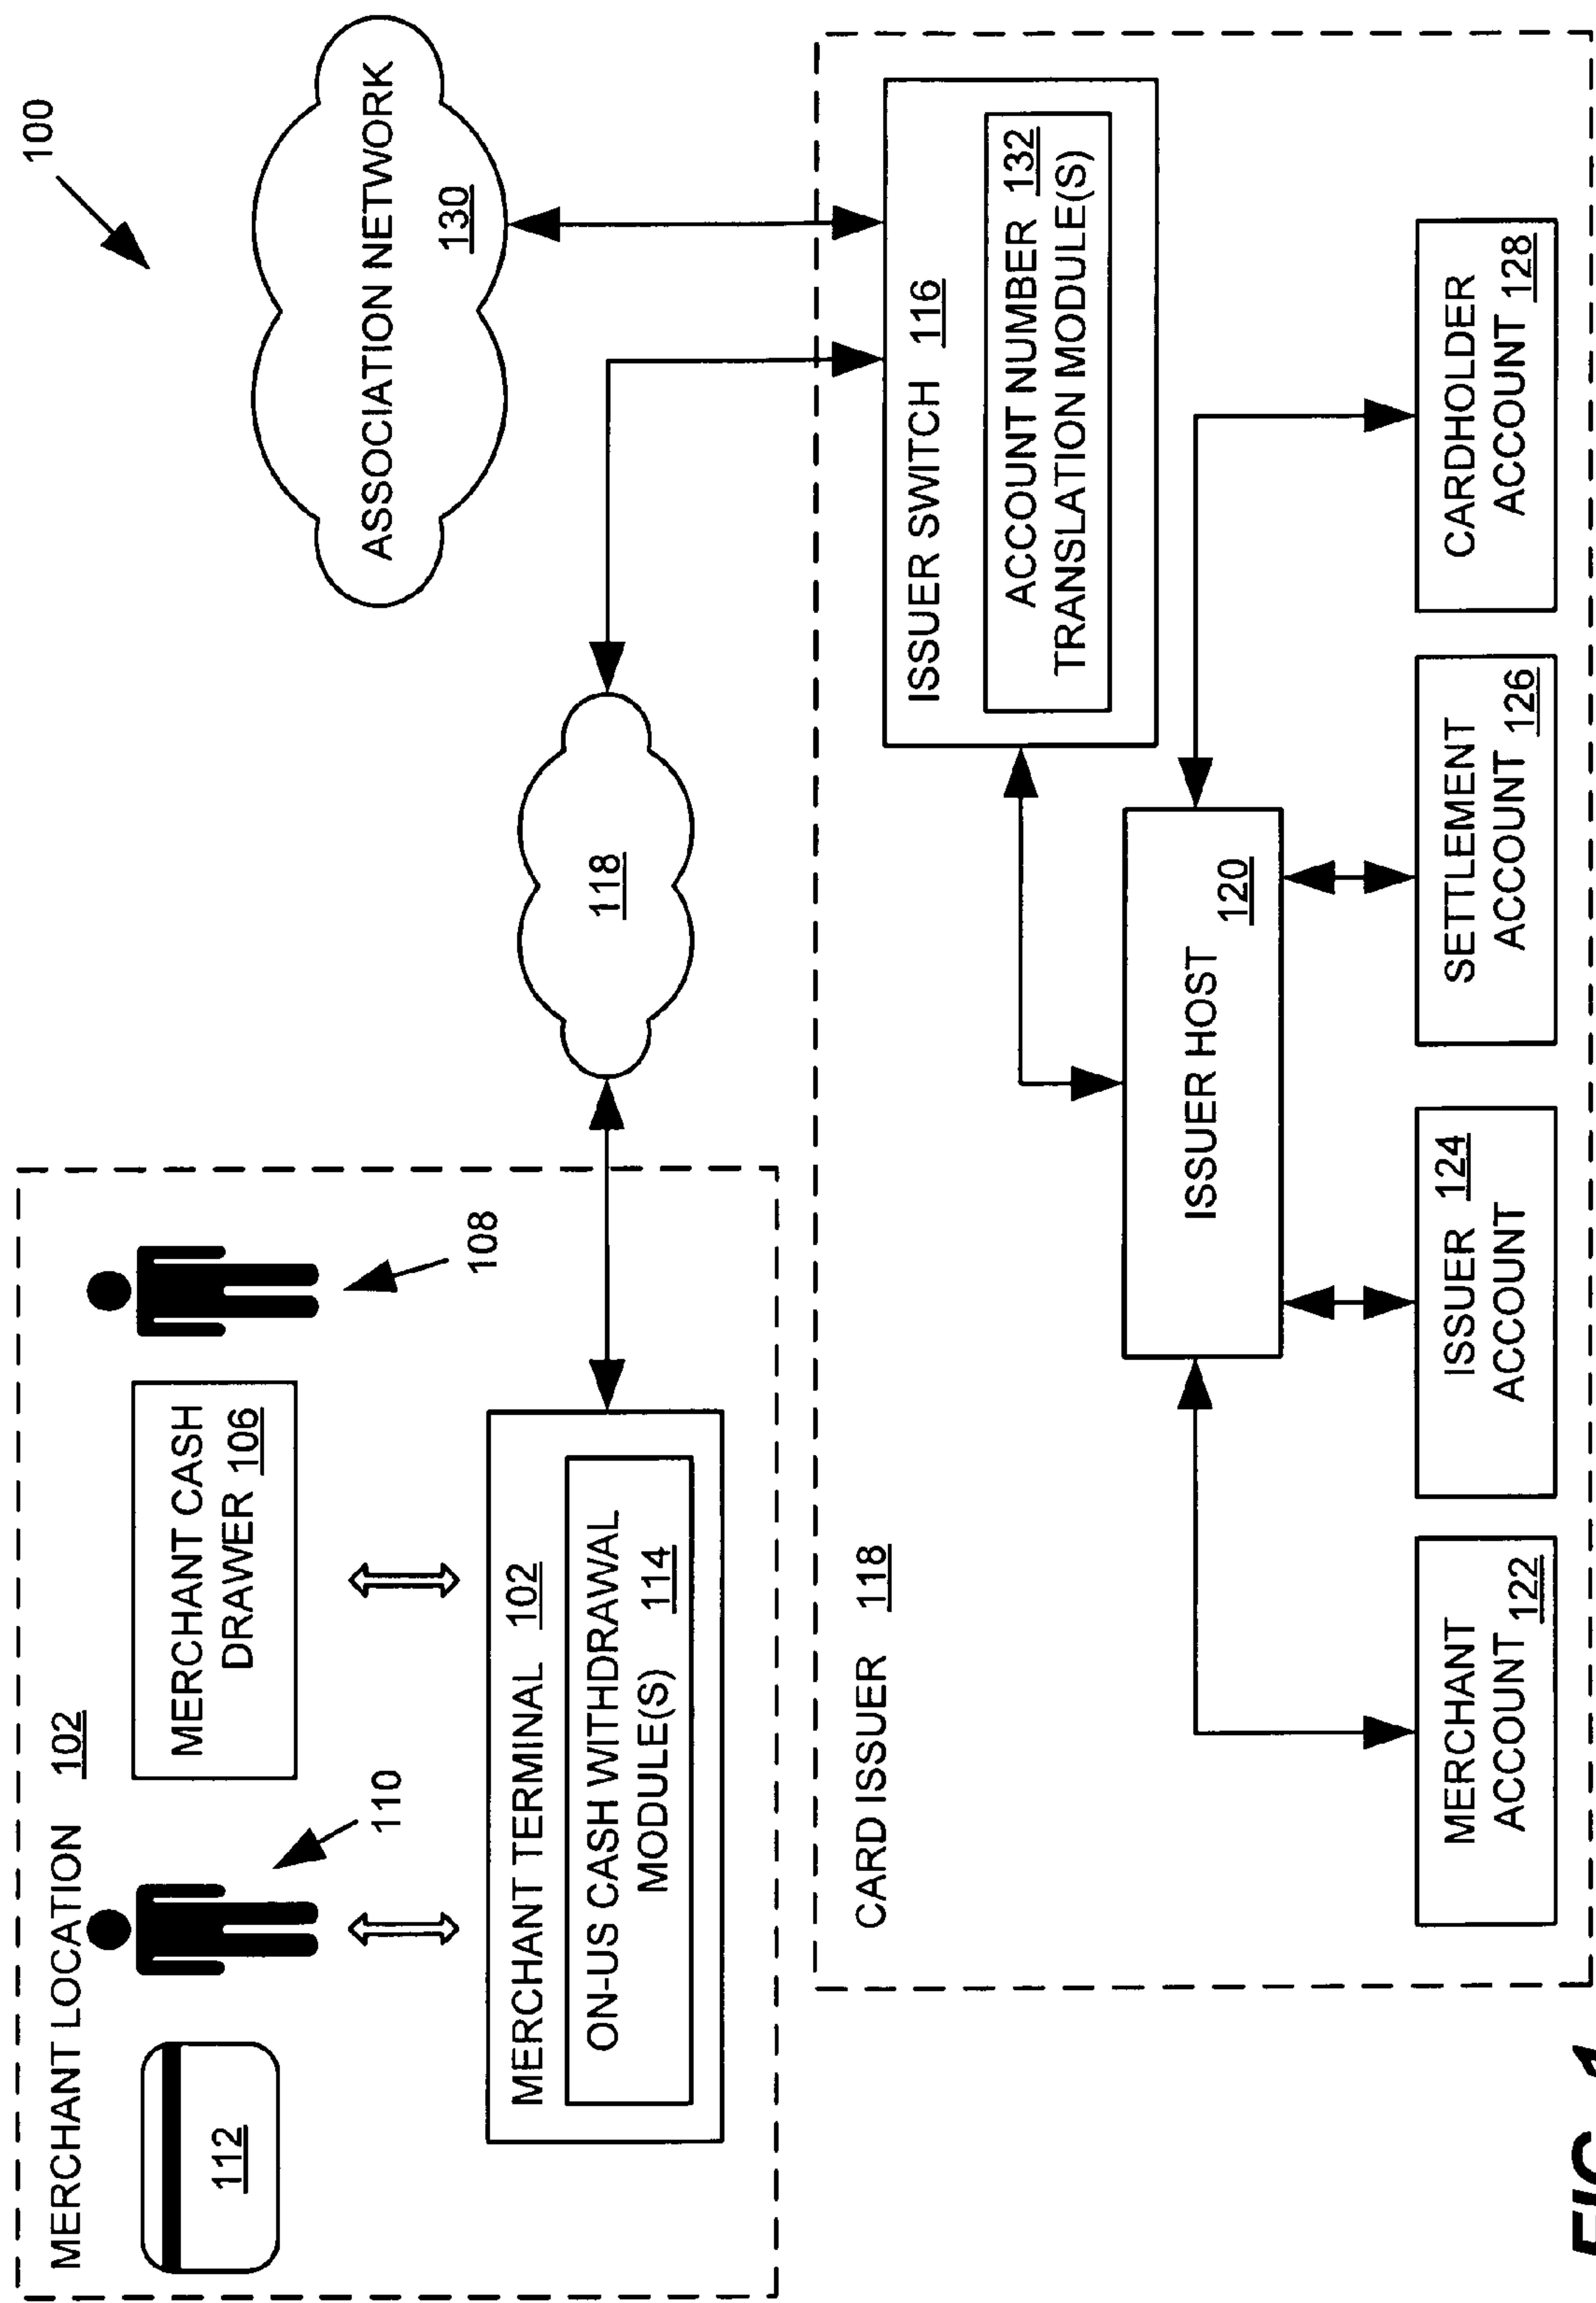 100
MERCHANT LOCATION 102
112
110
MERCHANT CASH
DRAWER 106
108
MERCHANT TERMINAL 102
ON-US CASH WITHDRAWAL
MODULE(S) 114
118
ASSOCIATION NETWORK
130
CARD ISSUER 118
ISSUER SWITCH 116
ACCOUNT NUMBER 132
TRANSLATION MODULE(S)
ISSUER HOST
120
MERCHANT
ACCOUNT 122
ISSUER 124
ACCOUNT
SETTLEMENT
ACCOUNT 126
CARDHOLDER
ACCOUNT 128
FIG. 1